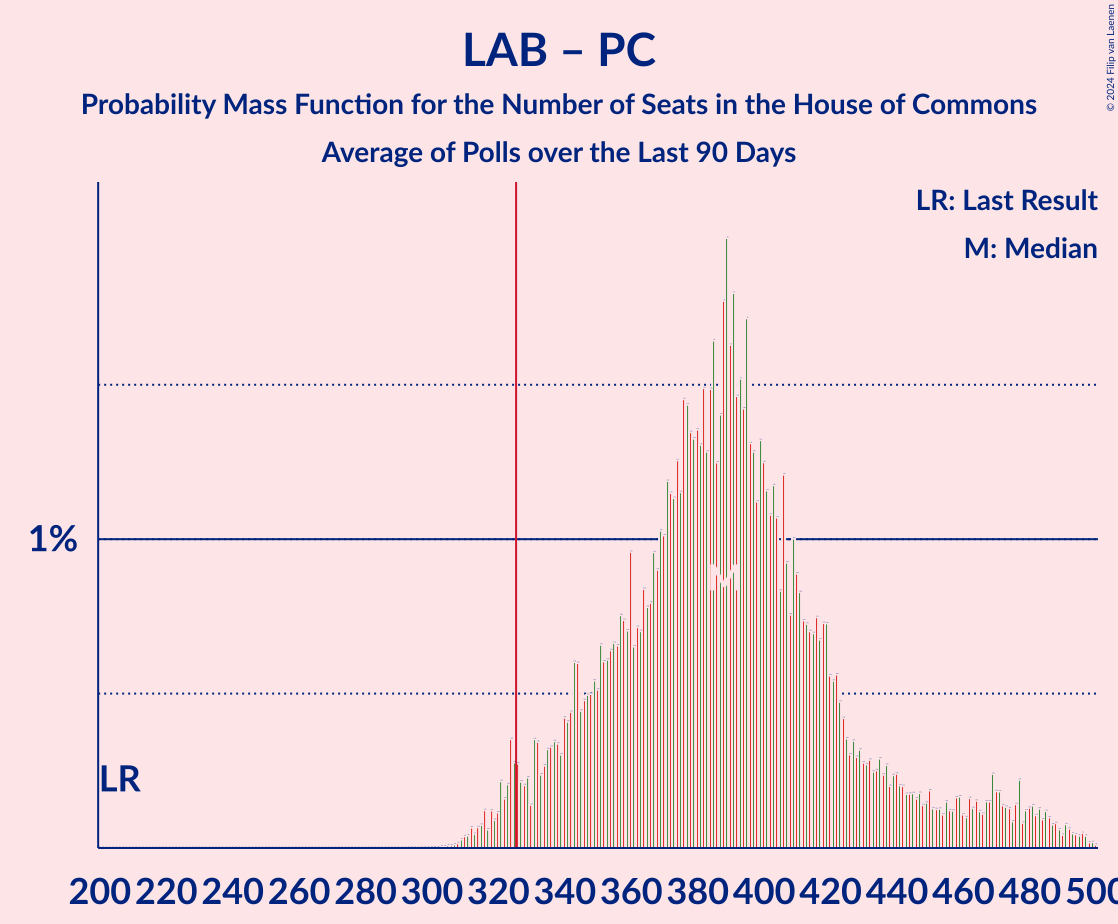 LAB – PC
Probability Mass Function for the Number of Seats in the House of Commons
Average of Polls over the Last 90 Days
© 2024 Filip van Laenen
LR: Last Result
M: Median
1%
M
LR
200 220 240 260 280 300 320 340 360 380 400 420 440 460 480 500